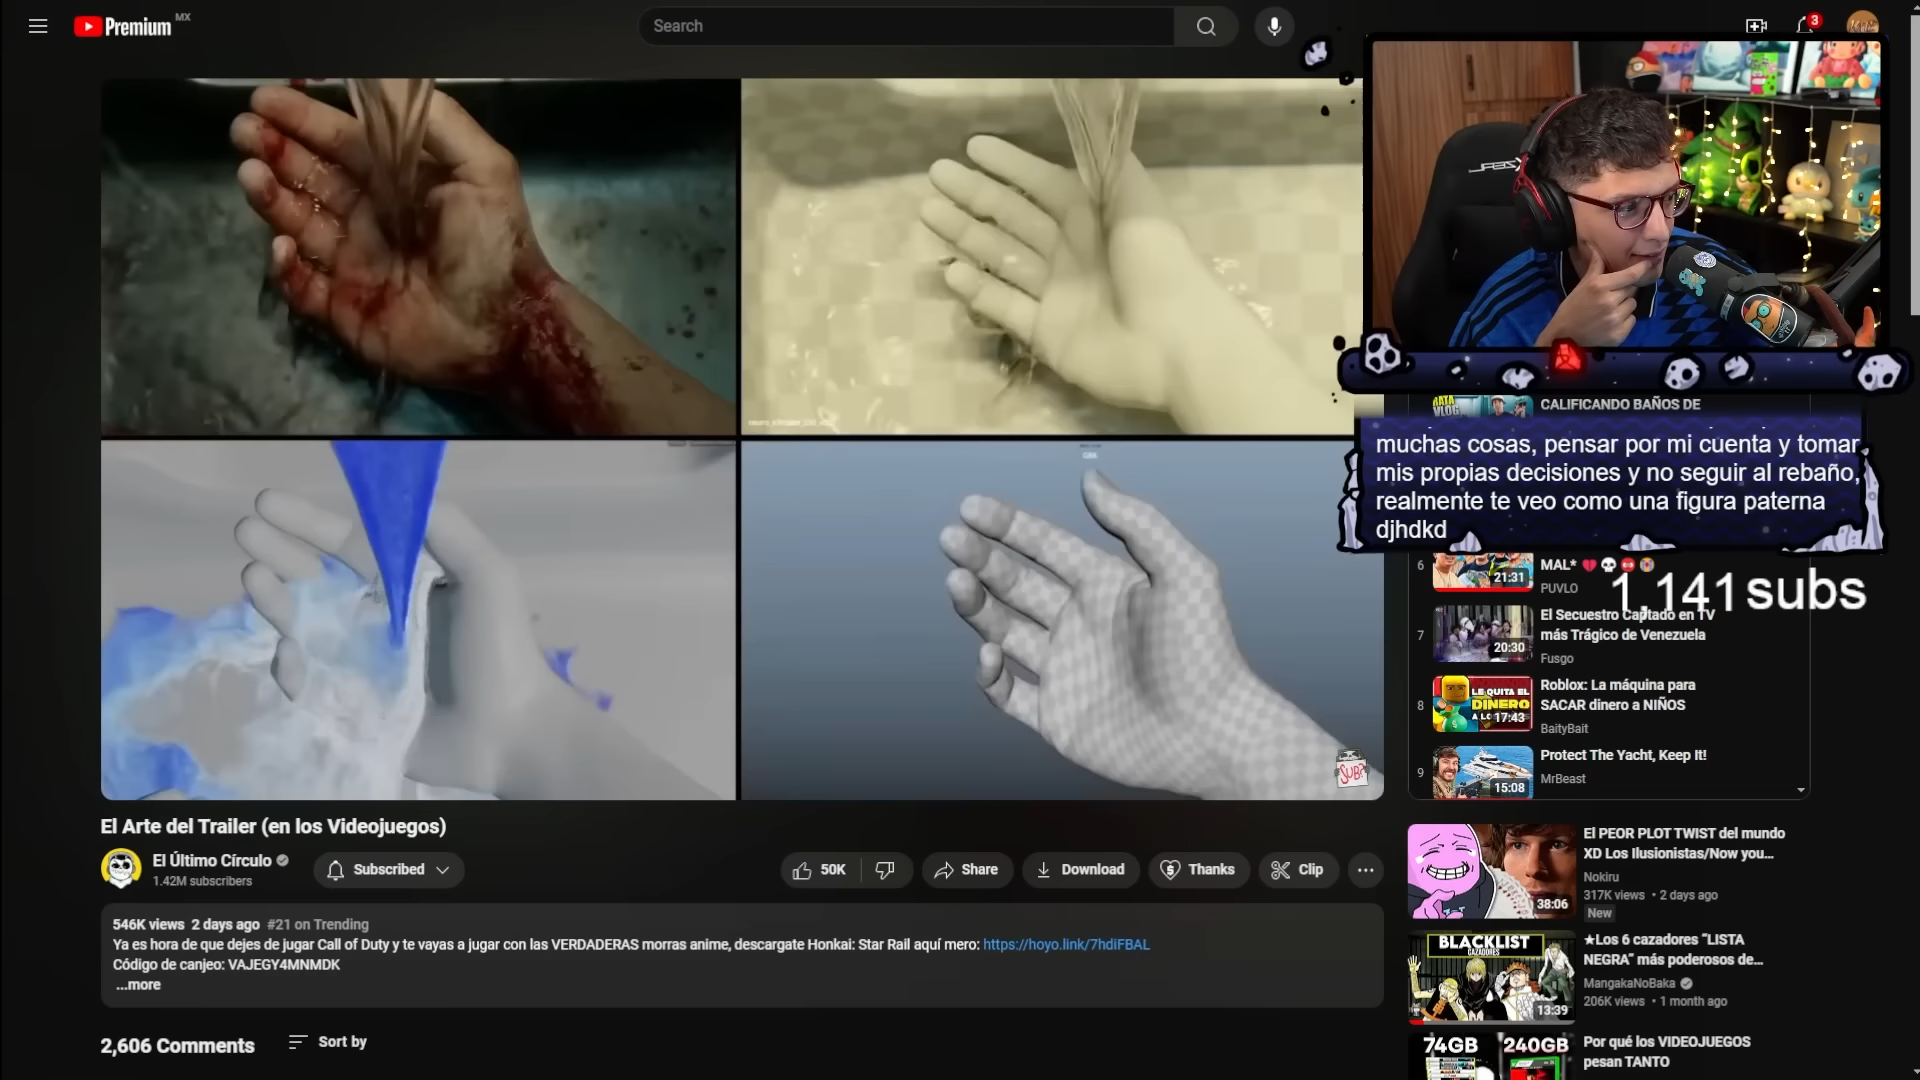 Premium MX
Search
3
CALIFICANDO BAÑOS DE
muchas cosas, pensar por mi cuenta y tomar
mis propias decisiones y no seguir al rebaño,
realmente te veo como una figura paterna
djhdkd
6
21:31
MAL*
PUVLO
1,141 subs
7
20:30
El Secuestro Captado en TV
más Trágico de Venezuela
Fusgo
8
LE QUITA EL
DINERO
17:43
Roblox: La máquina para
SACAR dinero a NIÑOS
BaityBait
9
15:08
Protect The Yacht, Keep It!
MrBeast
SUB?
El Arte del Trailer (en los Videojuegos)
El Último Círculo
1.42M subscribers
Subscribed
50K
Share
Download
Thanks
Clip
546K views 2 days ago #21 on Trending
Ya es hora de que dejes de jugar Call of Duty y te vayas a jugar con las VERDADERAS morras anime, descargate Honkai: Star Rail aquí mero: https://hoyo.link/7hdiFBAL
Código de canjeo: VAJEGY4MNMDK
...more
2,606 Comments
Sort by
38:06
El PEOR PLOT TWIST del mundo
XD Los Ilusionistas/Now you...
Nokiru
317K views • 2 days ago
New
BLACKLIST
CAZADORES
13:39
★Los 6 cazadores “LISTA
NEGRA” más poderosos de...
MangakaNoBaka
206K views • 1 month ago
74GB
240GB
Por qué los VIDEOJUEGOS
pesan TANTO